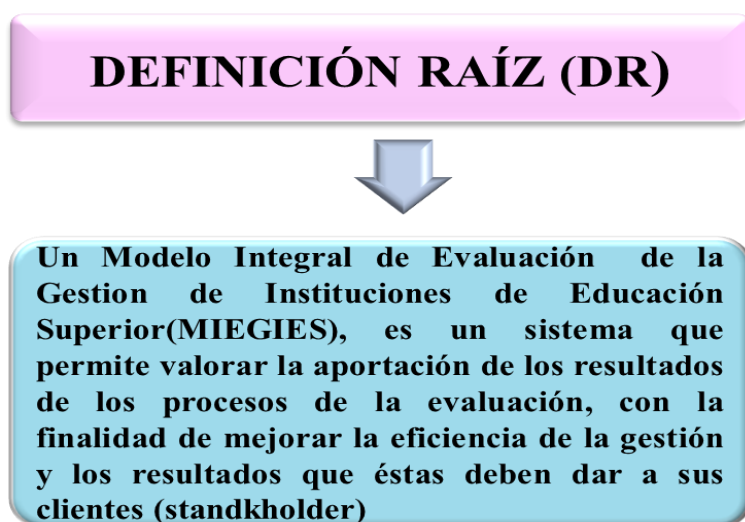 DEFINICIÓN RAÍZ (DR)
Un Modelo Integral de Evaluación de la
Gestion de Instituciones de Educación
Superior(MIEGIES), es un sistema que
permite valorar la aportación de los resultados
de los procesos de la evaluación, con la
finalidad de mejorar la eficiencia de la gestión
y los resultados que éstas deben dar a sus
clientes (standkholder)